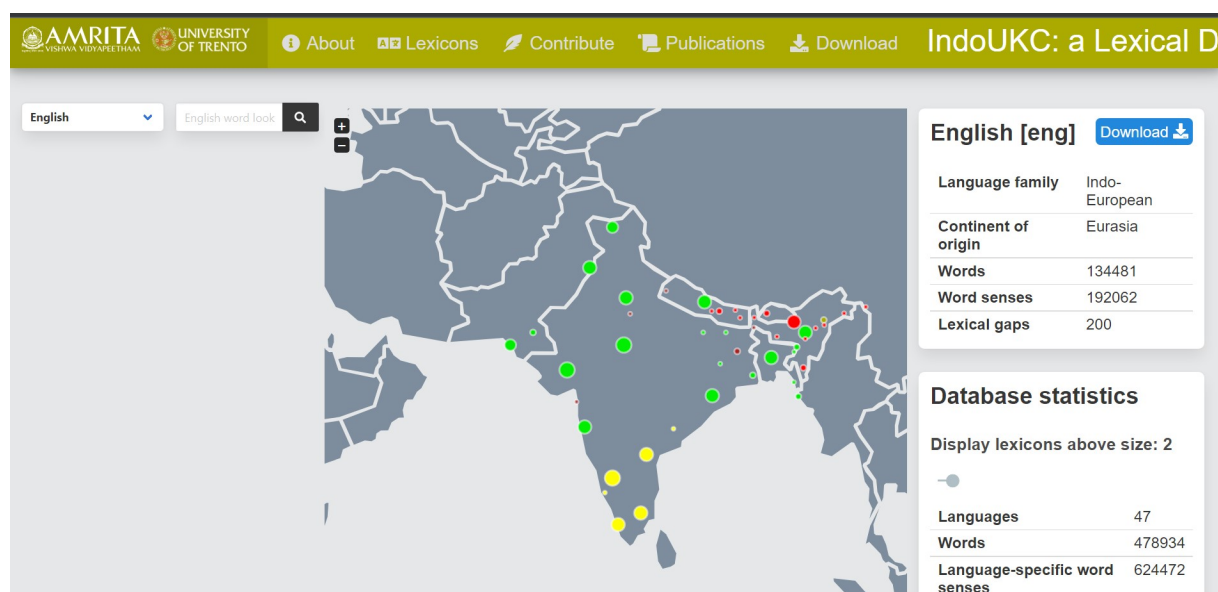 AMRITA
VISHWA VIDYAPEETHAM
UNIVERSITY
OF TRENTO
About
Lexicons
Contribute
Publications
Download
IndoUKC: a Lexical D
English
English word look
+
−
English [eng]
Download
Language family Indo-
European
Continent of Eurasia
origin
Words 134481
Word senses 192062
Lexical gaps 200
Database statistics
Display lexicons above size: 2
Languages 47
Words 478934
Language-specific word 624472
senses